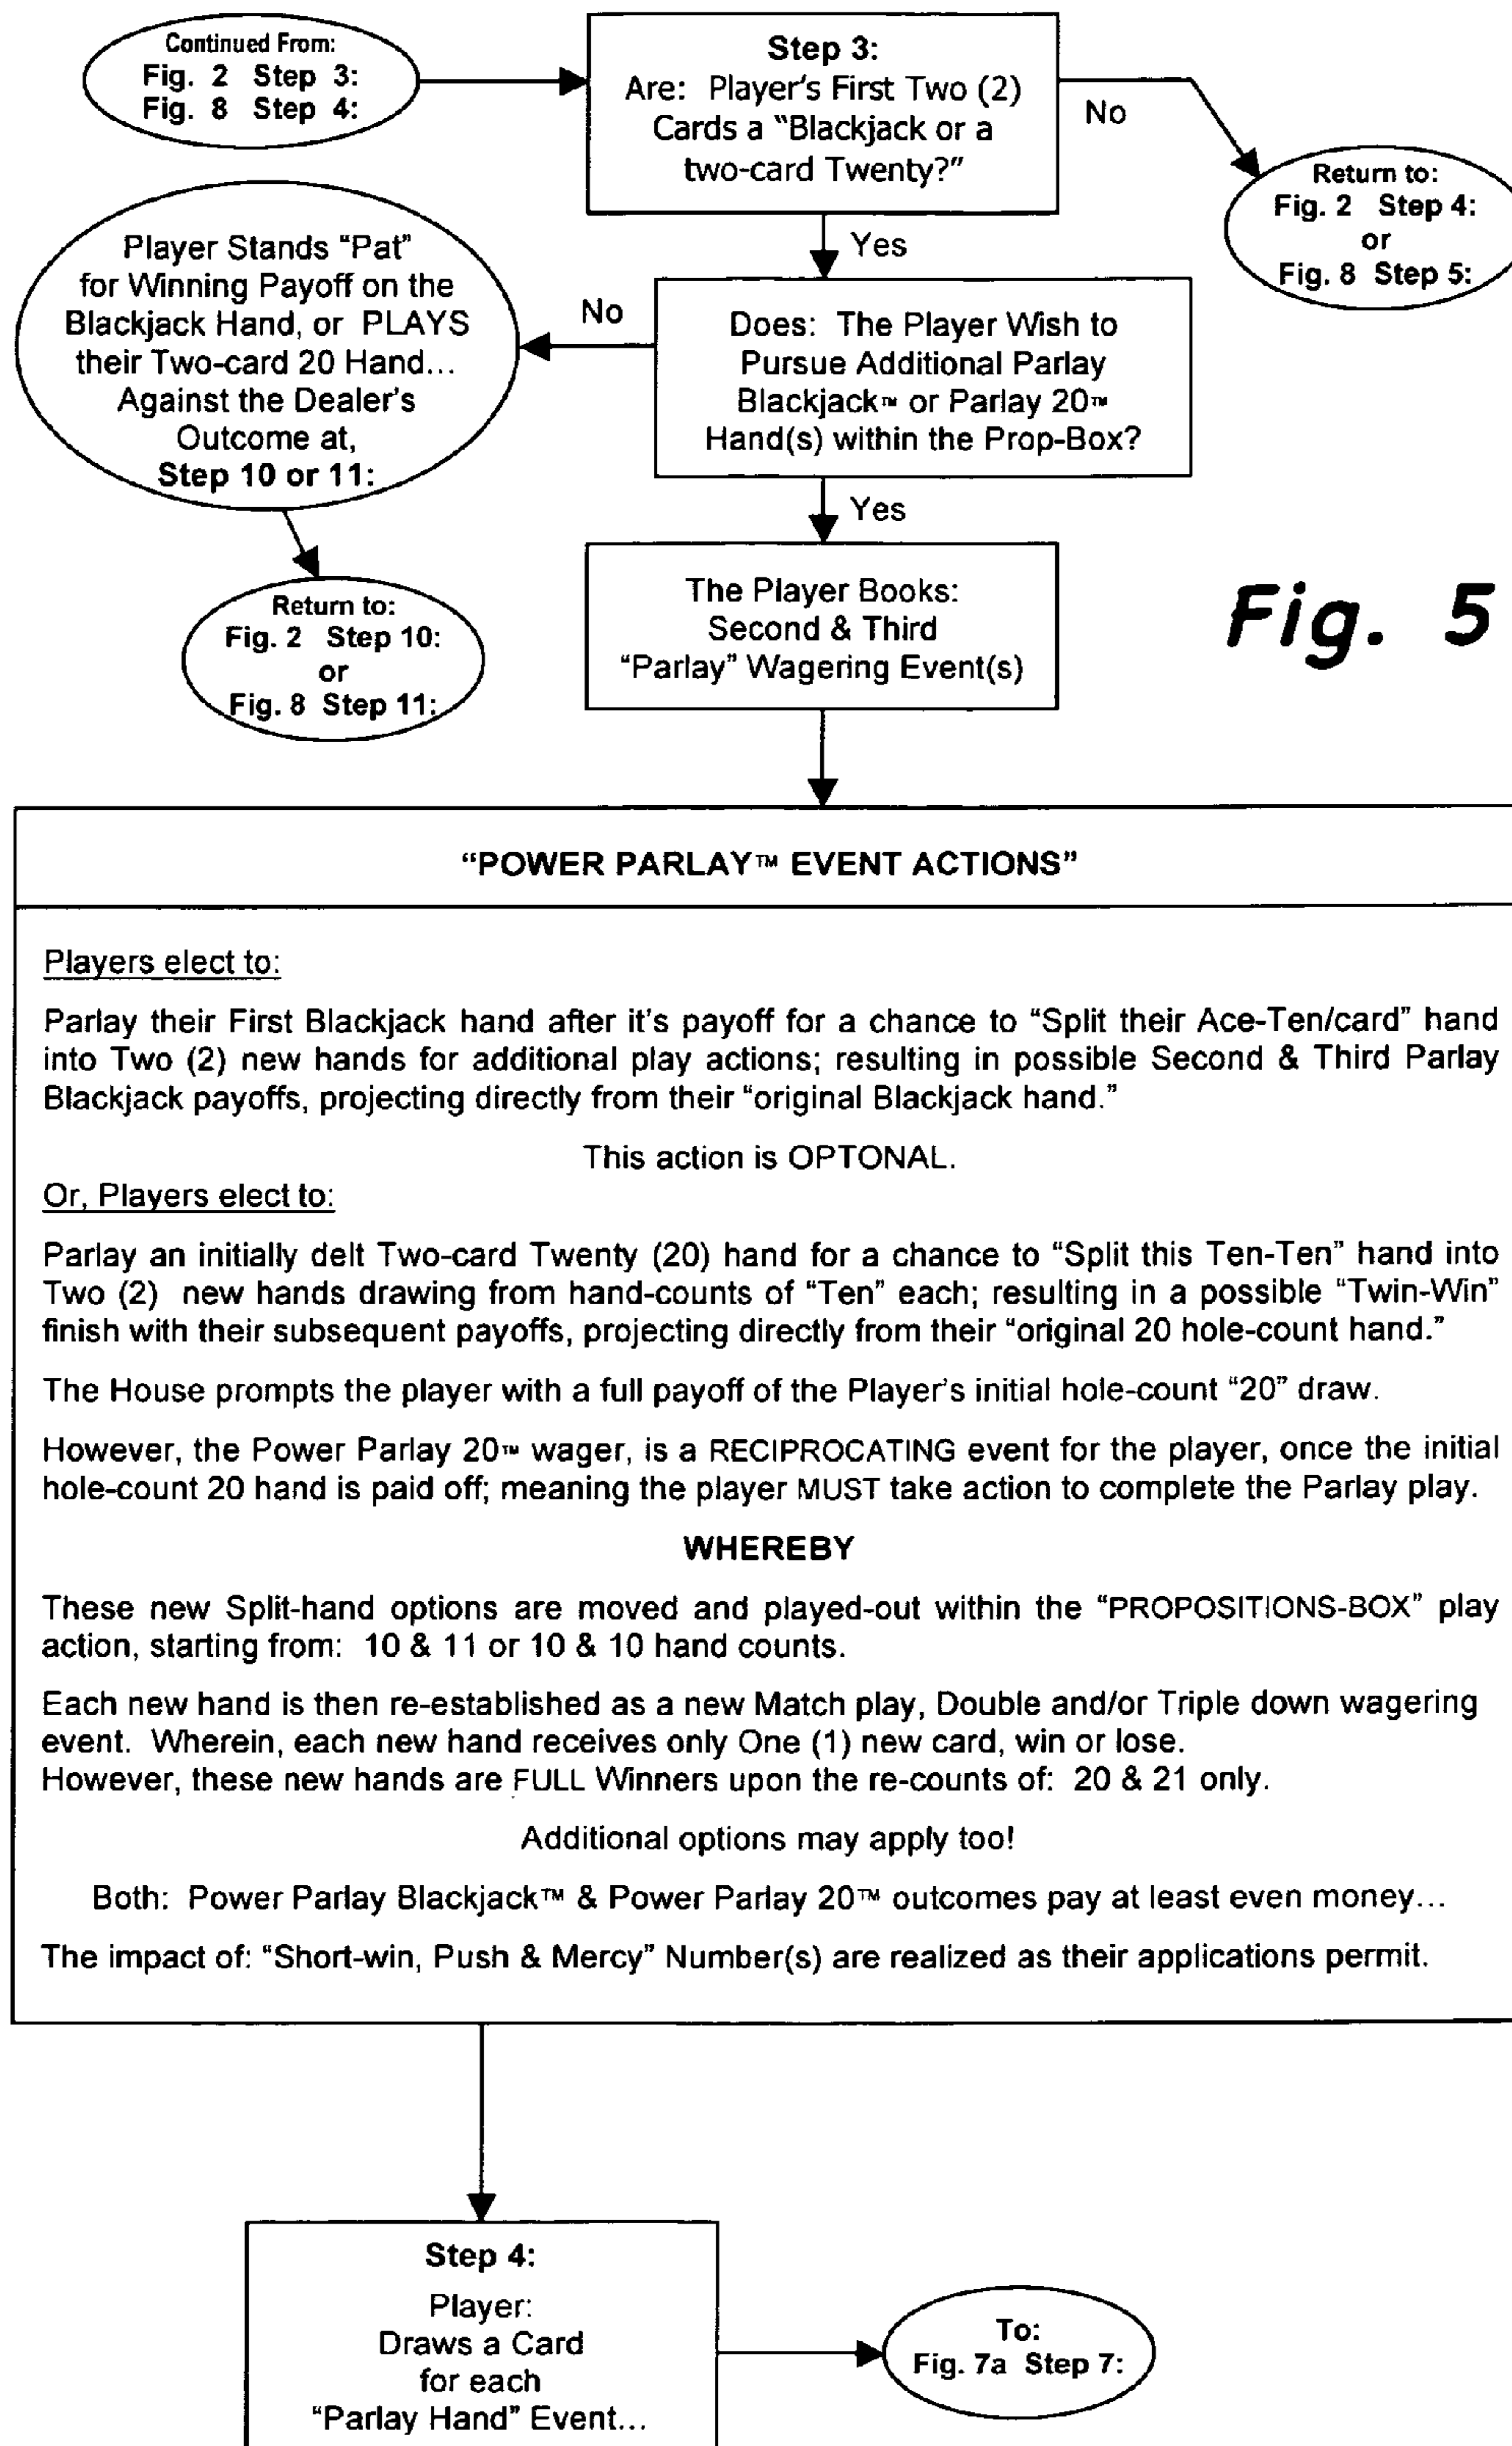 Continued From:
Fig. 2 Step 3:
Fig. 8 Step 4:
Step 3:
Are: Player's First Two (2)
Cards a "Blackjack or a
two-card Twenty?"
No
Return to:
Fig. 2 Step 4:
or
Fig. 8 Step 5:
Yes
Player Stands "Pat"
for Winning Payoff on the
Blackjack Hand, or PLAYS
their Two-card 20 Hand...
Against the Dealer's
Outcome at,
Step 10 or 11:
No
Does: The Player Wish to
Pursue Additional Parlay
Blackjack™ or Parlay 20™
Hand(s) within the Prop-Box?
Yes
Return to:
Fig. 2 Step 10:
or
Fig. 8 Step 11:
The Player Books:
Second & Third
"Parlay" Wagering Event(s)
Fig. 5
"POWER PARLAY™ EVENT ACTIONS"
Players elect to:
Parlay their First Blackjack hand after it's payoff for a chance to "Split their Ace-Ten/card" hand
into Two (2) new hands for additional play actions; resulting in possible Second & Third Parlay
Blackjack payoffs, projecting directly from their "original Blackjack hand."
This action is OPTONAL.
Or, Players elect to:
Parlay an initially delt Two-card Twenty (20) hand for a chance to "Split this Ten-Ten" hand into
Two (2) new hands drawing from hand-counts of "Ten" each; resulting in a possible "Twin-Win"
finish with their subsequent payoffs, projecting directly from their "original 20 hole-count hand."
The House prompts the player with a full payoff of the Player's initial hole-count "20" draw.
However, the Power Parlay 20™ wager, is a RECIPROCATING event for the player, once the initial
hole-count 20 hand is paid off; meaning the player MUST take action to complete the Parlay play.
WHEREBY
These new Split-hand options are moved and played-out within the "PROPOSITIONS-BOX" play
action, starting from: 10 & 11 or 10 & 10 hand counts.
Each new hand is then re-established as a new Match play, Double and/or Triple down wagering
event. Wherein, each new hand receives only One (1) new card, win or lose.
However, these new hands are FULL Winners upon the re-counts of: 20 & 21 only.
Additional options may apply too!
Both: Power Parlay Blackjack™ & Power Parlay 20™ outcomes pay at least even money...
The impact of: "Short-win, Push & Mercy" Number(s) are realized as their applications permit.
Step 4:
Player:
Draws a Card
for each
"Parlay Hand" Event...
To:
Fig. 7a Step 7: